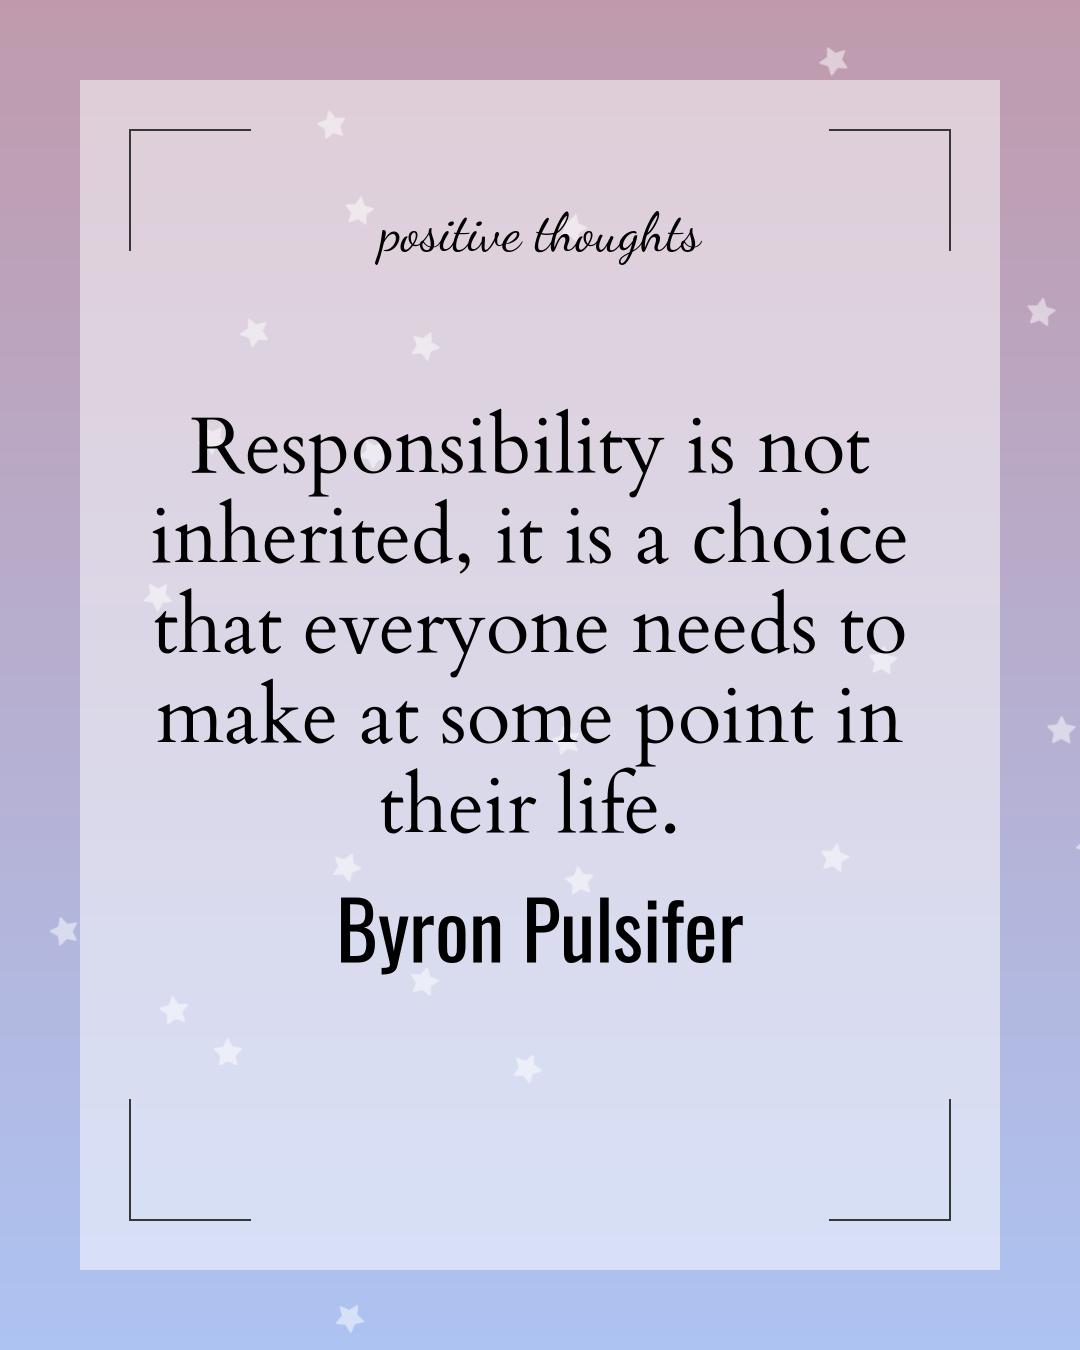 positive thoughts
Responsibility is not
inherited, it is a choice
that everyone needs to
make at some point in
their life.
Byron Pulsifer